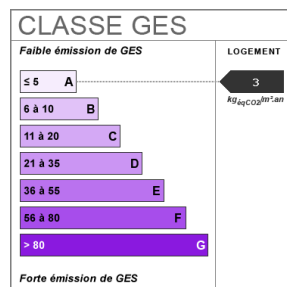 CLASSE GES
Faible émission de GES
LOGEMENT
≤ 5 A
3
kgéqCO2/m².an
6 à 10 B
11 à 20 C
21 à 35 D
36 à 55 E
56 à 80 F
> 80 G
Forte émission de GES